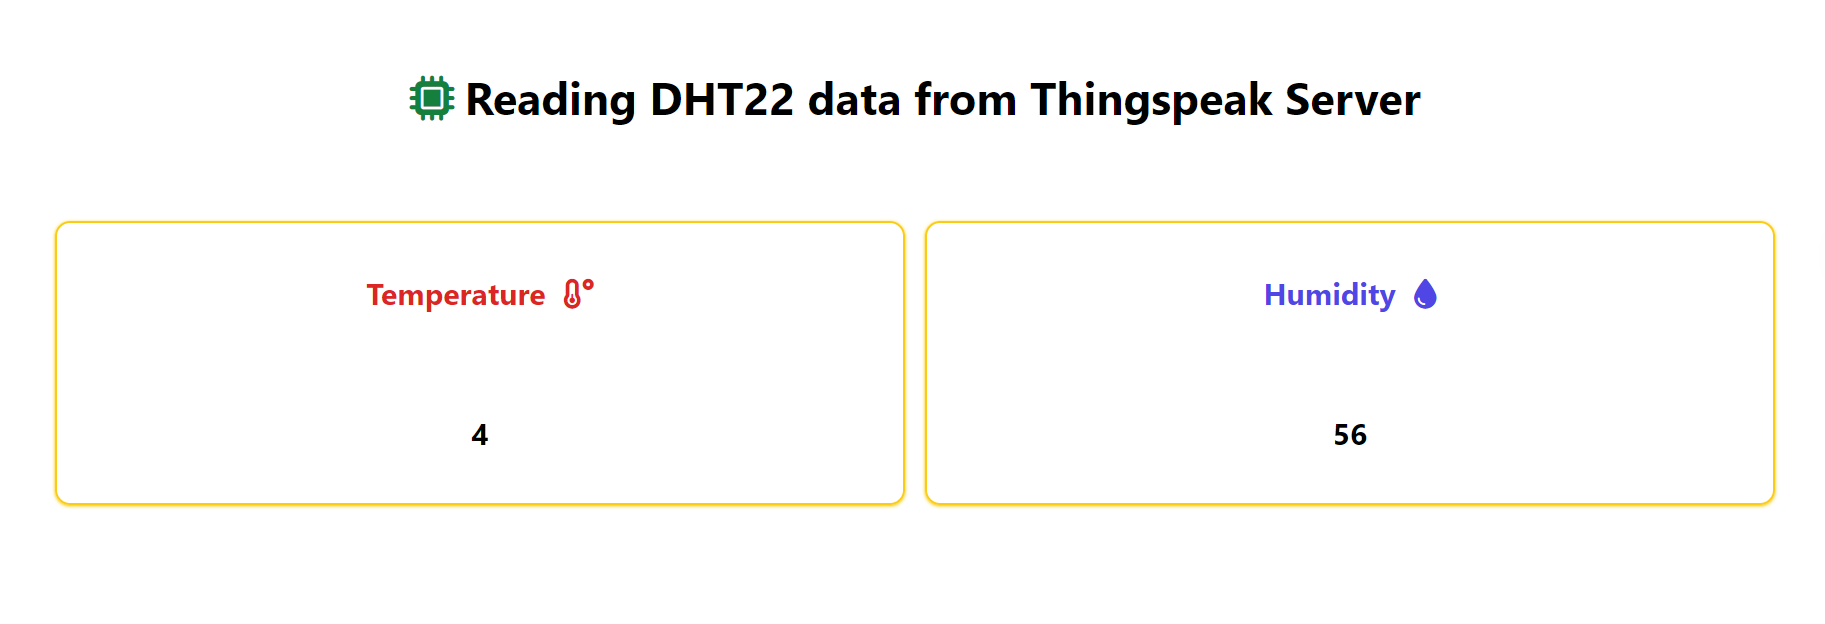 Reading DHT22 data from Thingspeak Server
Temperature
4
Humidity
56